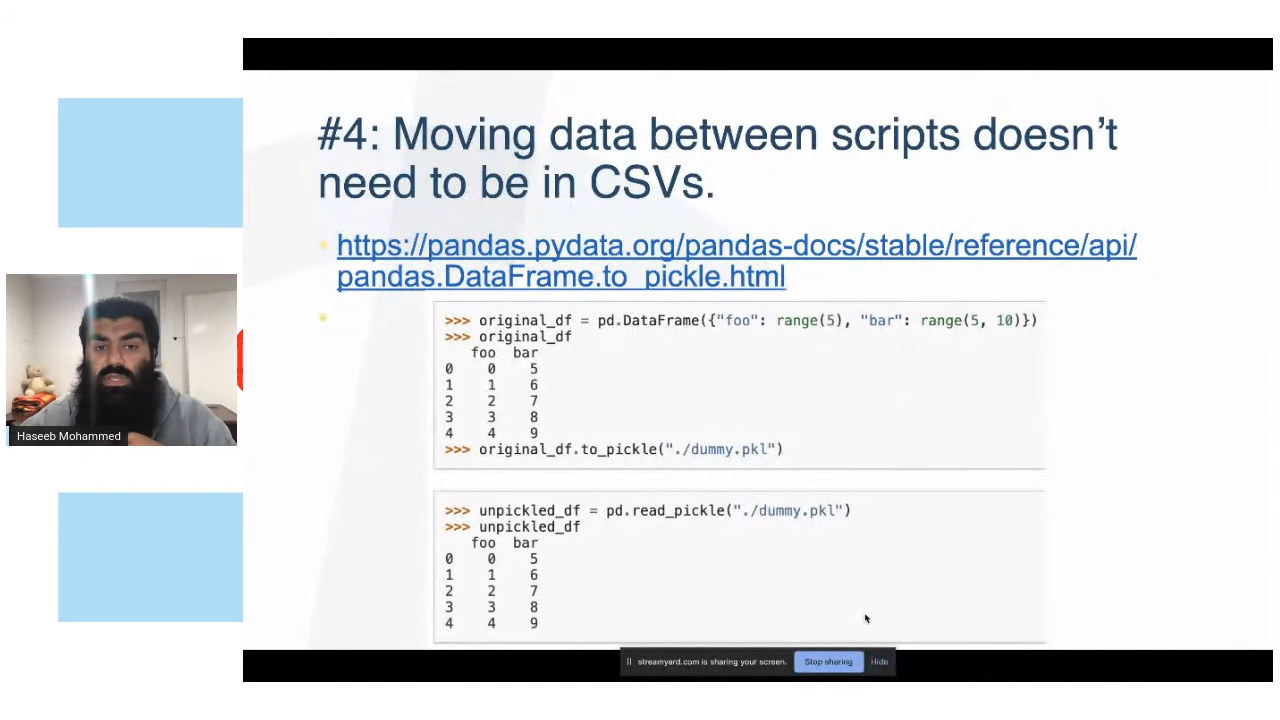 #4: Moving data between scripts doesn't
need to be in CSVs.
https://pandas.pydata.org/pandas-docs/stable/reference/api/
pandas.DataFrame.to_pickle.html
>>> original_df = pd.DataFrame({"foo": range(5), "bar": range(5, 10)})
>>> original_df
foo bar
0 0 5
1 1 6
2 2 7
3 3 8
4 4 9
>>> original_df.to_pickle("./dummy.pkl")
>>> unpickled_df = pd.read_pickle("./dummy.pkl")
>>> unpickled_df
foo bar
0 0 5
1 1 6
2 2 7
3 3 8
4 4 9
Haseeb Mohammed
streamyard.com is sharing your screen. Stop sharing Hide